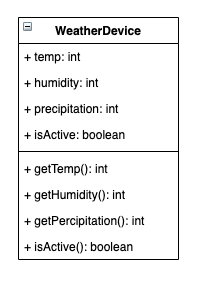 WeatherDevice
+ temp: int
+ humidity: int
+ precipitation: int
+ isActive: boolean
+ getTemp(): int
+ getHumidity(): int
+ getPercipitation(): int
+ isActive(): boolean